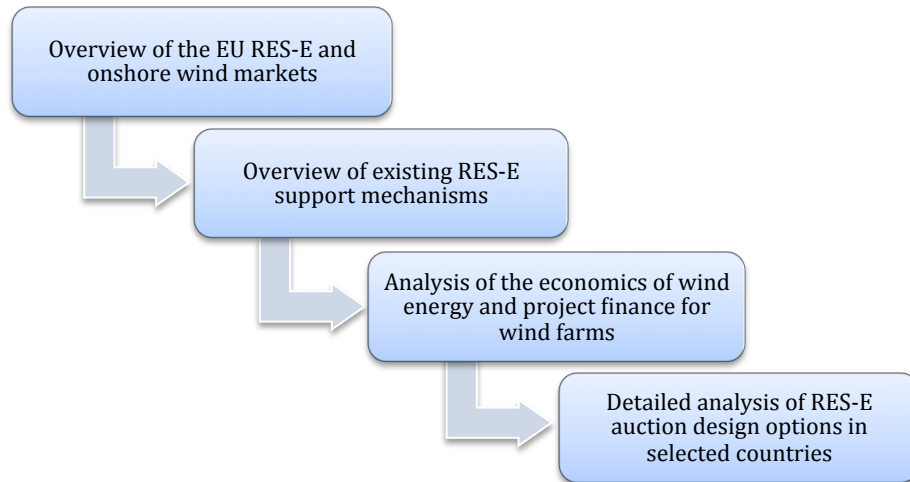 Overview of the EU RES-E and
onshore wind markets
Overview of existing RES-E
support mechanisms
Analysis of the economics of wind
energy and project finance for
wind farms
Detailed analysis of RES-E
auction design options in
selected countries